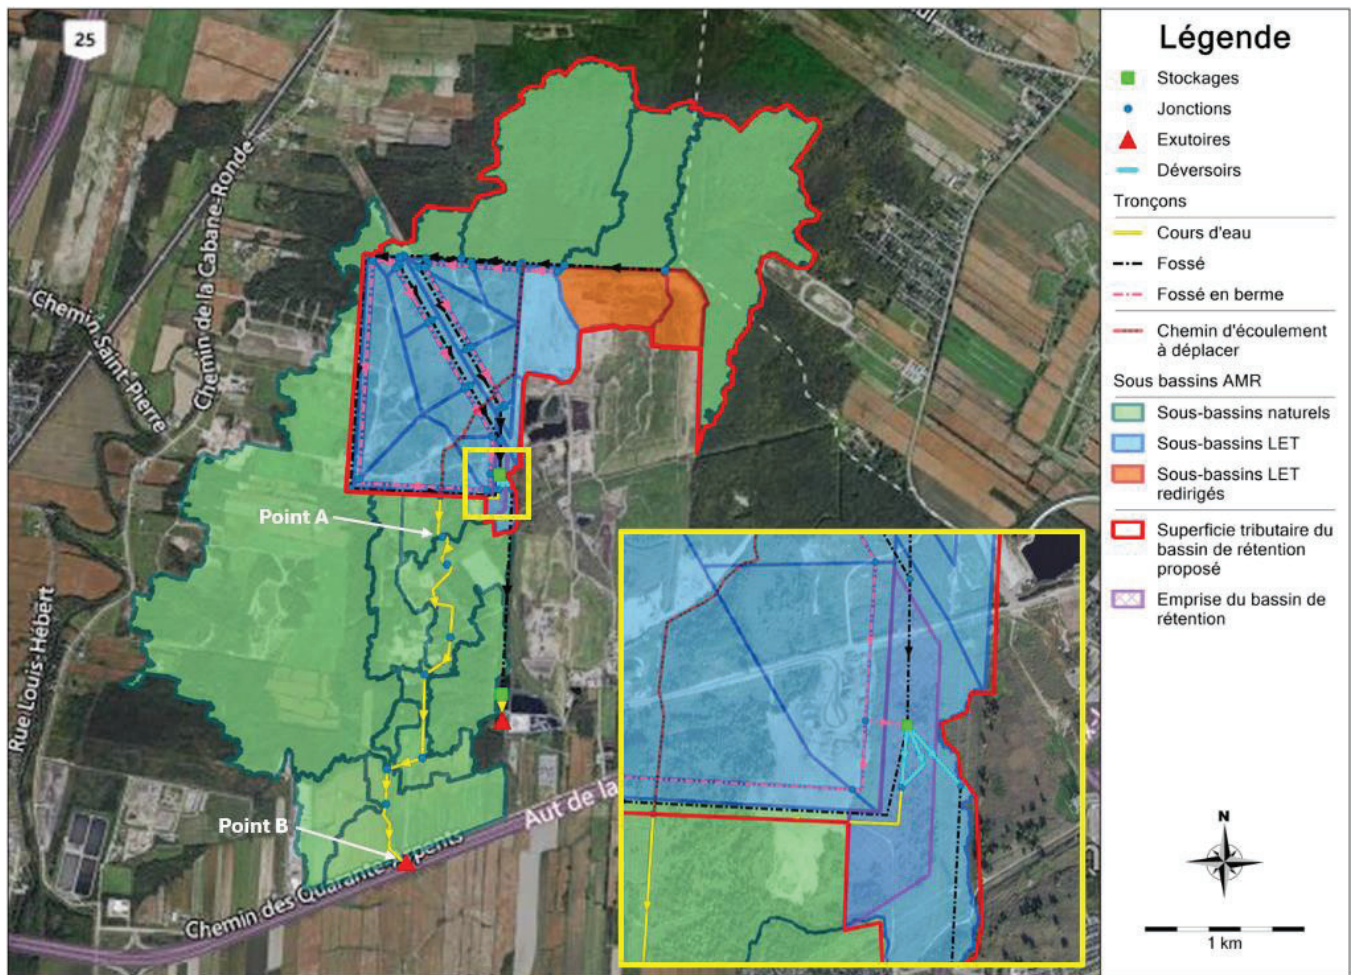 25
Chemin de la Cabane-Ronde
Chemin Saint-Pierre
Point A
Rue Louis-Hébert
Point B
Aut de la
Chemin des Quarante-Arpents
Légende
Stockages
Jonctions
Exutoires
Déversoirs
Tronçons
Cours d'eau
Fossé
Fossé en berme
Chemin d'écoulement
à déplacer
Sous bassins AMR
Sous-bassins naturels
Sous-bassins LET
Sous-bassins LET
redirigés
Superficie tributaire du
bassin de rétention
proposé
Emprise du bassin de
rétention
N
1 km